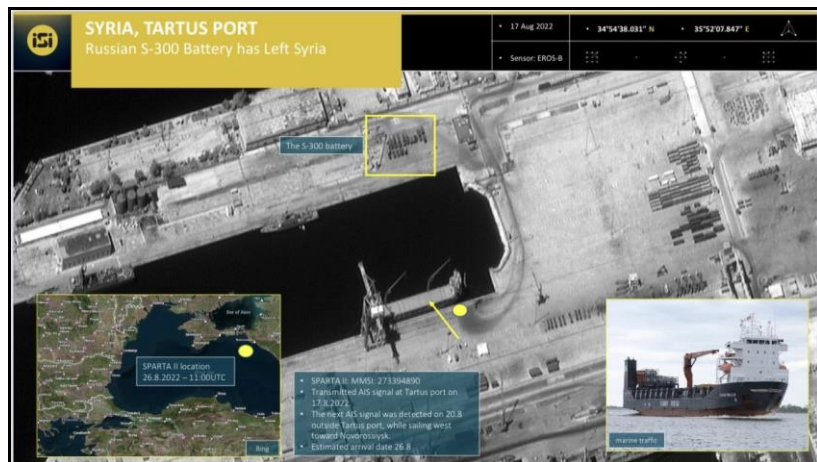 iSi
SYRIA, TARTUS PORT
Russian S-300 Battery has Left Syria
• 17 Aug 2022
• 34°54'38.031" N
• 35°52'07.847" E
• Sensor: EROS-B
The S-300 battery
SPARTA II location
26.8.2022 – 11:00UTC
Bing
• SPARTA II: MMSI: 273394890
• Transmitted AIS signal at Tartus port on
17.8.2022
• The next AIS signal was detected on 20.8
outside Tartus port, while sailing west
toward Novorossiysk.
• Estimated arrival date 26.8
marine traffic